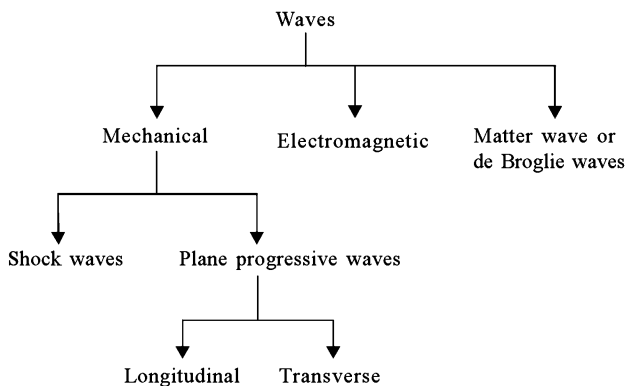 Waves
Mechanical
Electromagnetic
Matter wave or
de Broglie waves
Shock waves
Plane progressive waves
Longitudinal
Transverse